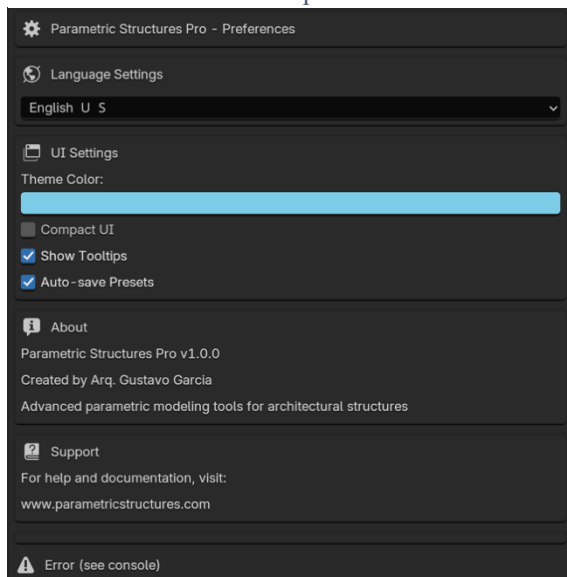 Parametric Structures Pro - Preferences
Language Settings
English U S
UI Settings
Theme Color:
Compact UI
Show Tooltips
Auto-save Presets
About
Parametric Structures Pro v1.0.0
Created by Arq. Gustavo Garcia
Advanced parametric modeling tools for architectural structures
Support
For help and documentation, visit:
www.parametricstructures.com
Error (see console)